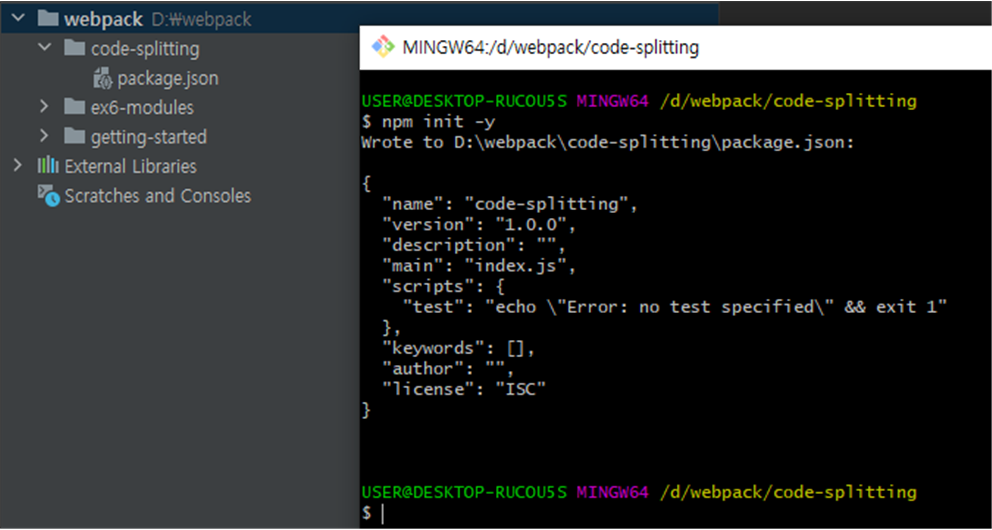 webpack D:₩webpack
code-splitting
package.json
ex6-modules
getting-started
External Libraries
Scratches and Consoles
MINGW64:/d/webpack/code-splitting
USER@DESKTOP-RUCOU5S MINGW64 /d/webpack/code-splitting
$ npm init -y
Wrote to D:\webpack\code-splitting\package.json:
{
  "name": "code-splitting",
  "version": "1.0.0",
  "description": "",
  "main": "index.js",
  "scripts": {
    "test": "echo \"Error: no test specified\" && exit 1"
  },
  "keywords": [],
  "author": "",
  "license": "ISC"
}
USER@DESKTOP-RUCOU5S MINGW64 /d/webpack/code-splitting
$